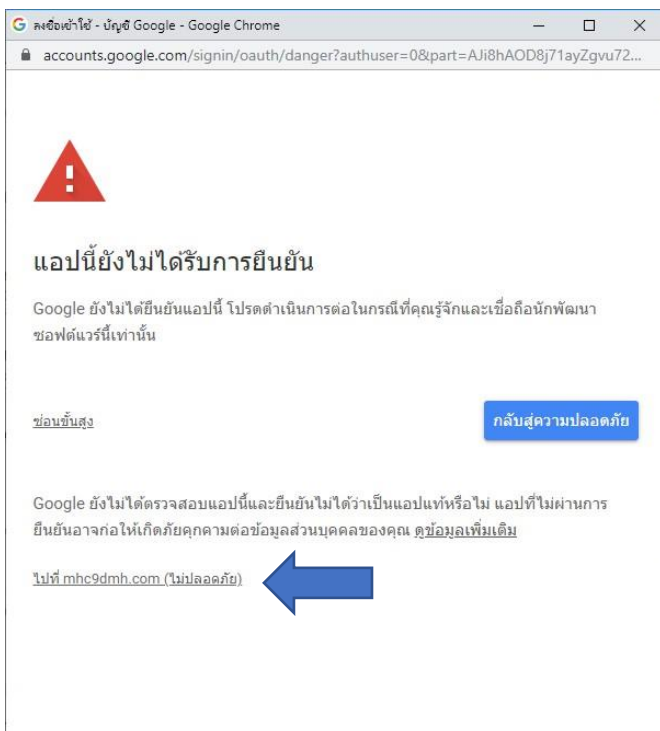 ลงชื่อเข้าใช้ - บัญชี Google - Google Chrome
accounts.google.com/signin/oauth/danger?authuser=0&part=AJi8hAOD8j71ayZgvu72...
แอปนี้ยังไม่ได้รับการยืนยัน
Google ยังไม่ได้ยืนยันแอปนี้ โปรดดำเนินการต่อในกรณีที่คุณรู้จักและเชื่อถือนักพัฒนา
ซอฟต์แวร์นี้เท่านั้น
ซ่อนขั้นสูง
กลับสู่ความปลอดภัย
Google ยังไม่ได้ตรวจสอบแอปนี้และยืนยันไม่ได้ว่าเป็นแอปแท้หรือไม่ แอปที่ไม่ผ่านการ
ยืนยันอาจก่อให้เกิดภัยคุกคามต่อข้อมูลส่วนบุคคลของคุณ ดูข้อมูลเพิ่มเติม
ไปที่ mhc9dmh.com (ไม่ปลอดภัย)